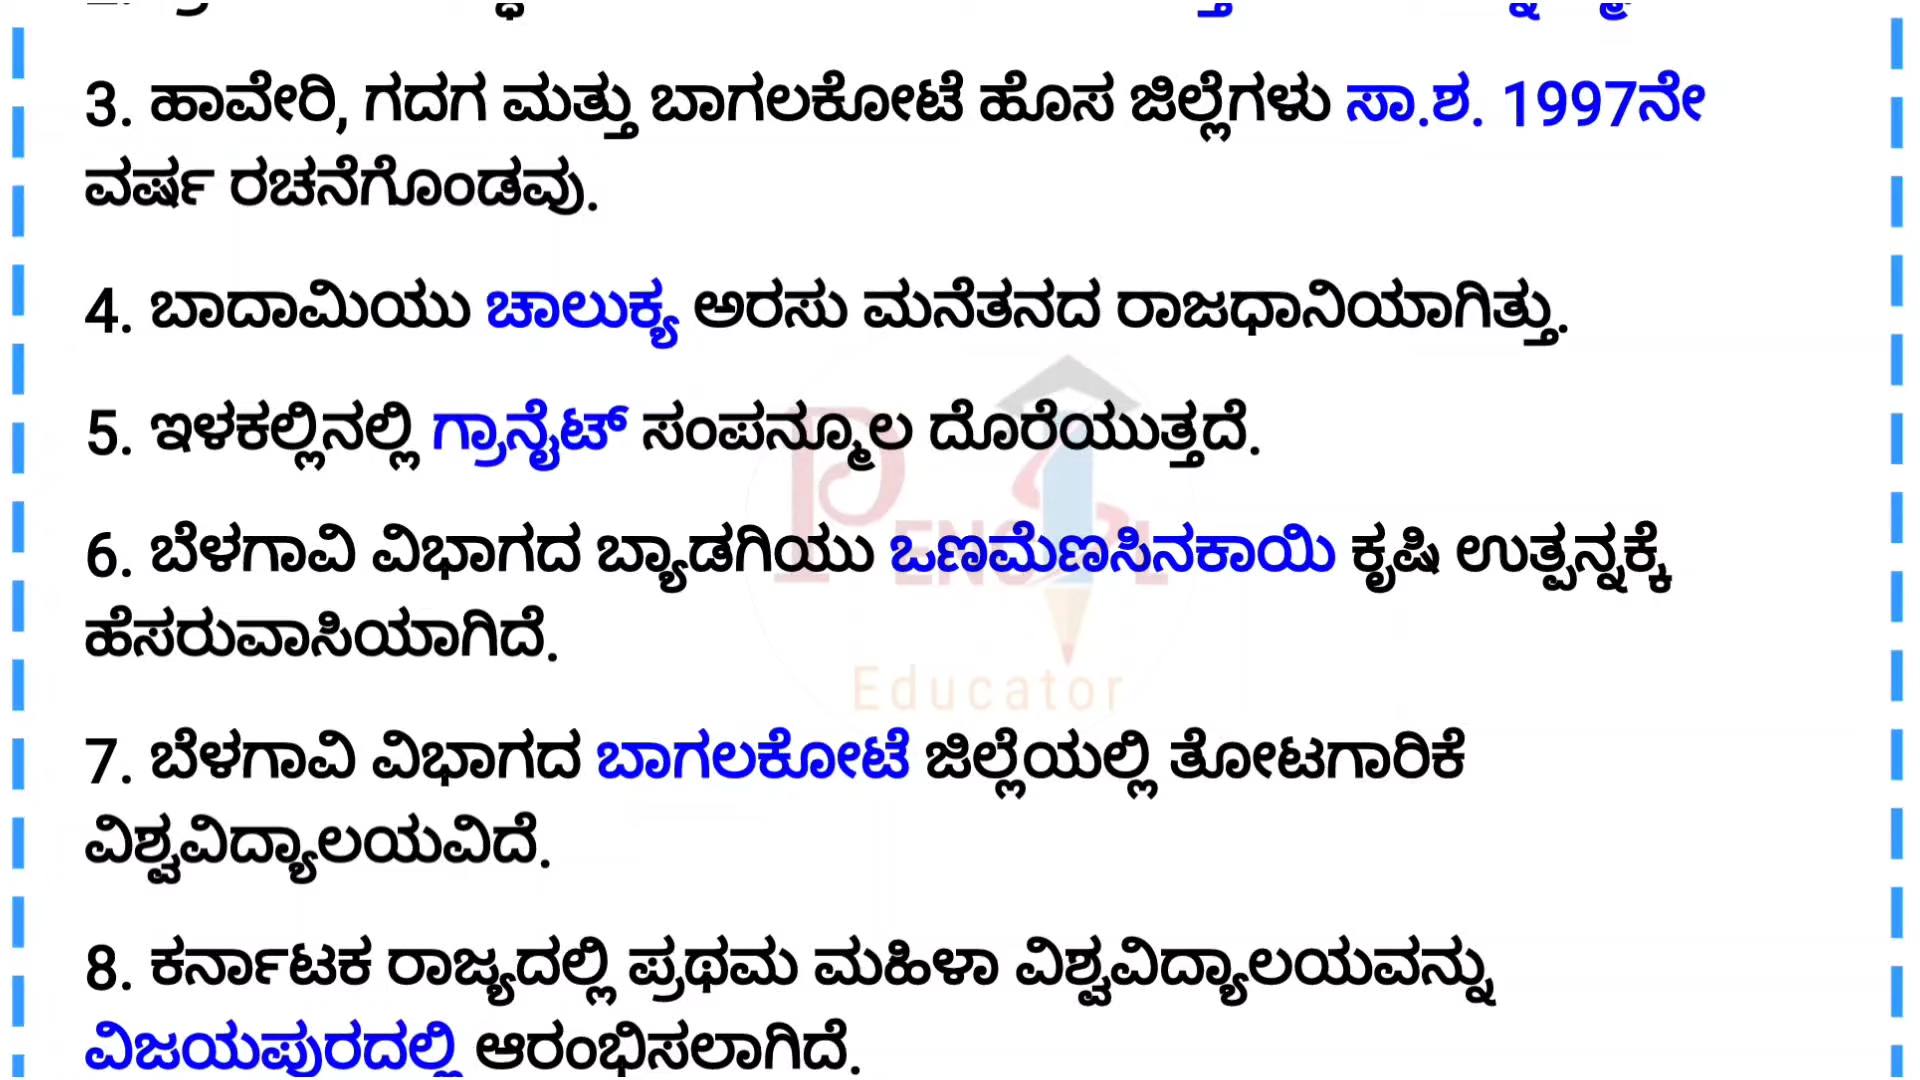 3. ಹಾವೇರಿ, ಗದಗ ಮತ್ತು ಬಾಗಲಕೋಟೆ ಹೊಸ ಜಿಲ್ಲೆಗಳು ಸಾ.ಶ. 1997ನೇ
ವರ್ಷ ರಚನೆಗೊಂಡವು.
4. ಬಾದಾಮಿಯು ಚಾಲುಕ್ಯ ಅರಸು ಮನೆತನದ ರಾಜಧಾನಿಯಾಗಿತ್ತು.
5. ಇಳಕಲ್ಲಿನಲ್ಲಿ ಗ್ರಾನೈಟ್ ಸಂಪನ್ಮೂಲ ದೊರೆಯುತ್ತದೆ.
6. ಬೆಳಗಾವಿ ವಿಭಾಗದ ಬ್ಯಾಡಗಿಯು ಒಣಮೆಣಸಿನಕಾಯಿ ಕೃಷಿ ಉತ್ಪನ್ನಕ್ಕೆ
ಹೆಸರುವಾಸಿಯಾಗಿದೆ.
PENCIL
Educator
7. ಬೆಳಗಾವಿ ವಿಭಾಗದ ಬಾಗಲಕೋಟೆ ಜಿಲ್ಲೆಯಲ್ಲಿ ತೋಟಗಾರಿಕೆ
ವಿಶ್ವವಿದ್ಯಾಲಯವಿದೆ.
8. ಕರ್ನಾಟಕ ರಾಜ್ಯದಲ್ಲಿ ಪ್ರಥಮ ಮಹಿಳಾ ವಿಶ್ವವಿದ್ಯಾಲಯವನ್ನು
ವಿಜಯಪುರದಲ್ಲಿ ಆರಂಭಿಸಲಾಗಿದೆ.